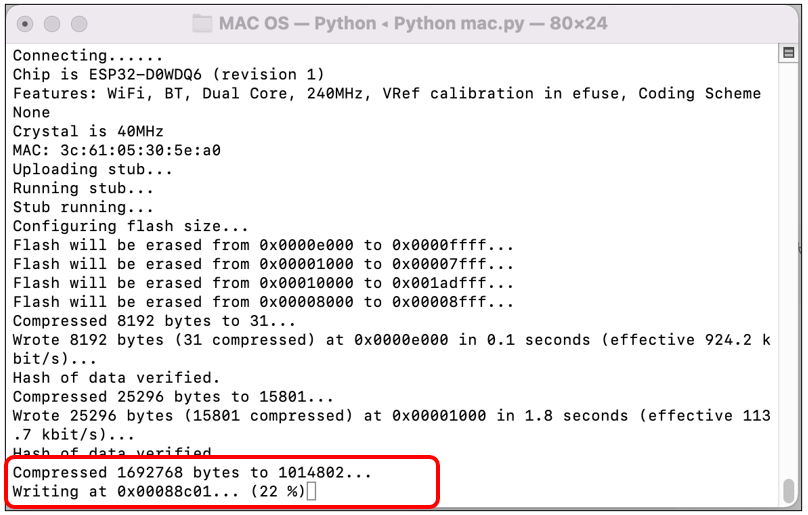 MAC OS — Python ◂ Python mac.py — 80×24
Connecting......
Chip is ESP32-D0WDQ6 (revision 1)
Features: WiFi, BT, Dual Core, 240MHz, VRef calibration in efuse, Coding Scheme
None
Crystal is 40MHz
MAC: 3c:61:05:30:5e:a0
Uploading stub...
Running stub...
Stub running...
Configuring flash size...
Flash will be erased from 0x0000e000 to 0x0000ffff...
Flash will be erased from 0x00001000 to 0x00007fff...
Flash will be erased from 0x00010000 to 0x001adfff...
Flash will be erased from 0x00008000 to 0x00008fff...
Compressed 8192 bytes to 31...
Wrote 8192 bytes (31 compressed) at 0x0000e000 in 0.1 seconds (effective 924.2 k
bit/s)...
Hash of data verified.
Compressed 25296 bytes to 15801...
Wrote 25296 bytes (15801 compressed) at 0x00001000 in 1.8 seconds (effective 113
.7 kbit/s)...
Hash of data verified.
Compressed 1692768 bytes to 1014802...
Writing at 0x00088c01... (22 %)